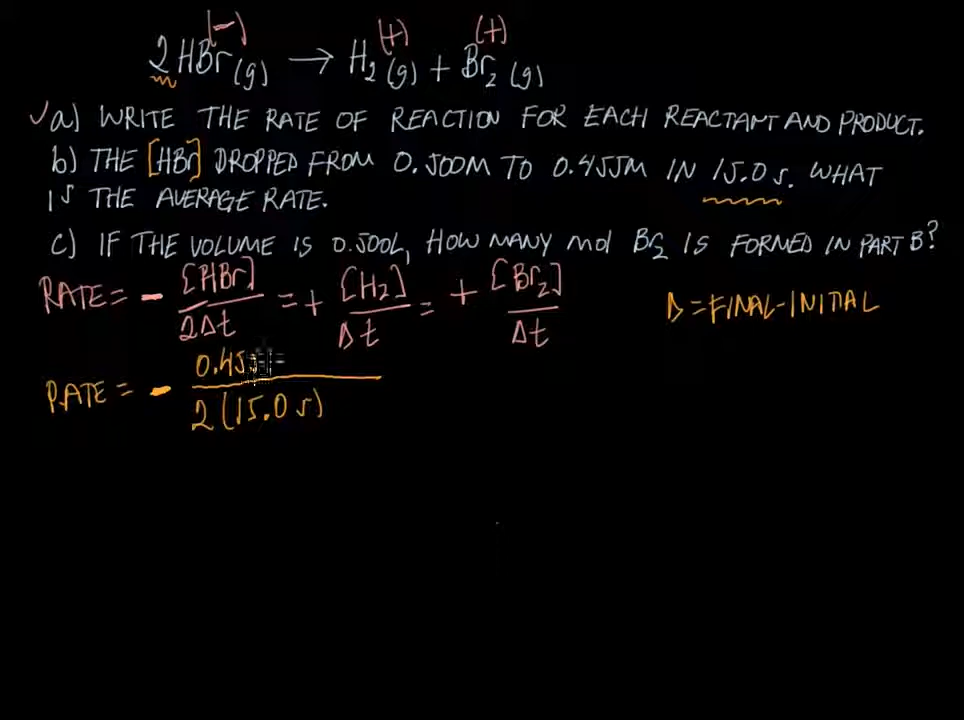 2HBr(g) → H₂(g) + Br₂(g)
(-) (+) (+)
✓a) WRITE THE RATE OF REACTION FOR EACH REACTANT AND PRODUCT.
b) THE [HBr] DROPPED FROM 0.500M TO 0.455M IN 15.0 s. WHAT
IS THE AVERAGE RATE.
c) IF THE VOLUME IS 0.500L, HOW MANY mol Br₂ IS FORMED IN PART B?
RATE = - [HBr]/2Δt = + [H₂]/Δt = + [Br₂]/Δt
Δ = FINAL-INITIAL
RATE = - 0.45/2(15.0 s)